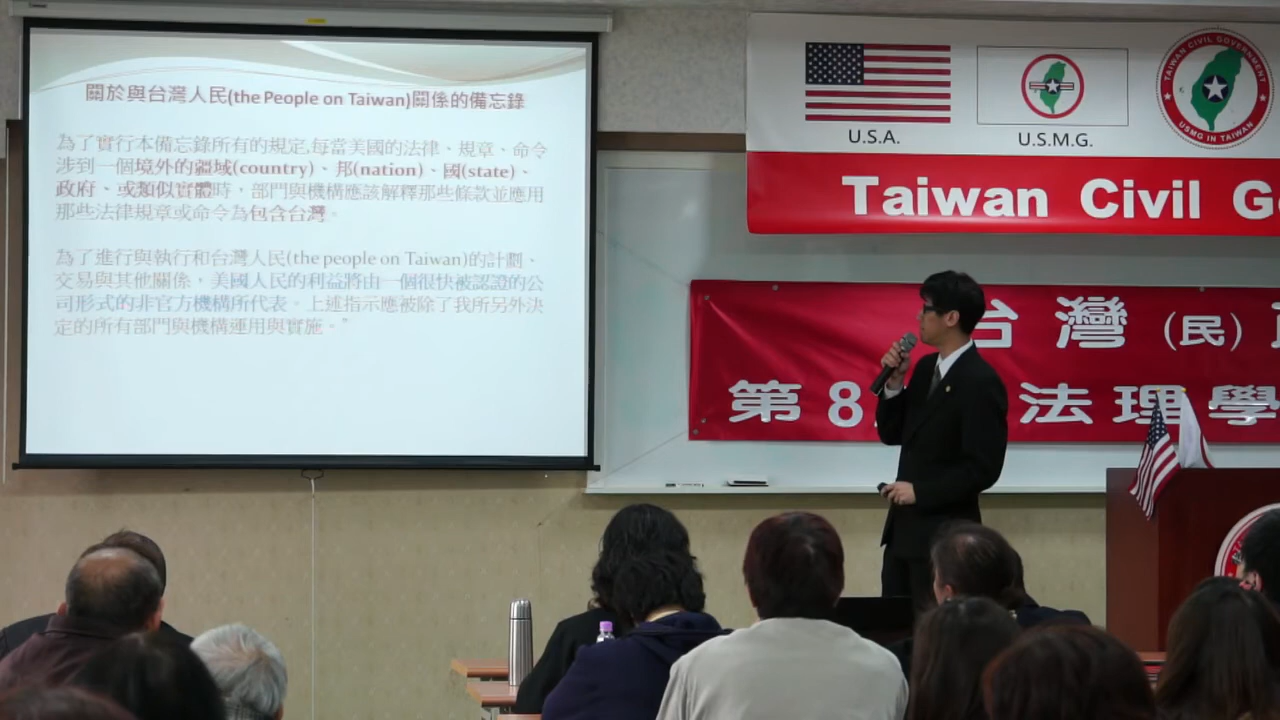 關於與台灣人民(the People on Taiwan)關係的備忘錄
為了實行本備忘錄所有的規定,每當美國的法律、規章、命令
涉到一個境外的疆域(country)、邦(nation)、國(state)、
政府、或類似實體時，部門與機構應該解釋那些條款並應用
那些法律規章或命令為包含台灣。
為了進行與執行和台灣人民(the people on Taiwan)的計劃、
交易與其他關係，美國人民的利益將由一個很快被認證的公
司形式的非官方機構所代表。上述指示應被除了我所另外決
定的所有部門與機構運用與實施。”
U.S.A.
U.S.M.G.
TAIWAN CIVIL GOVERNMENT
USMG IN TAIWAN
Taiwan Civil G
台灣(民)
第8
法理學